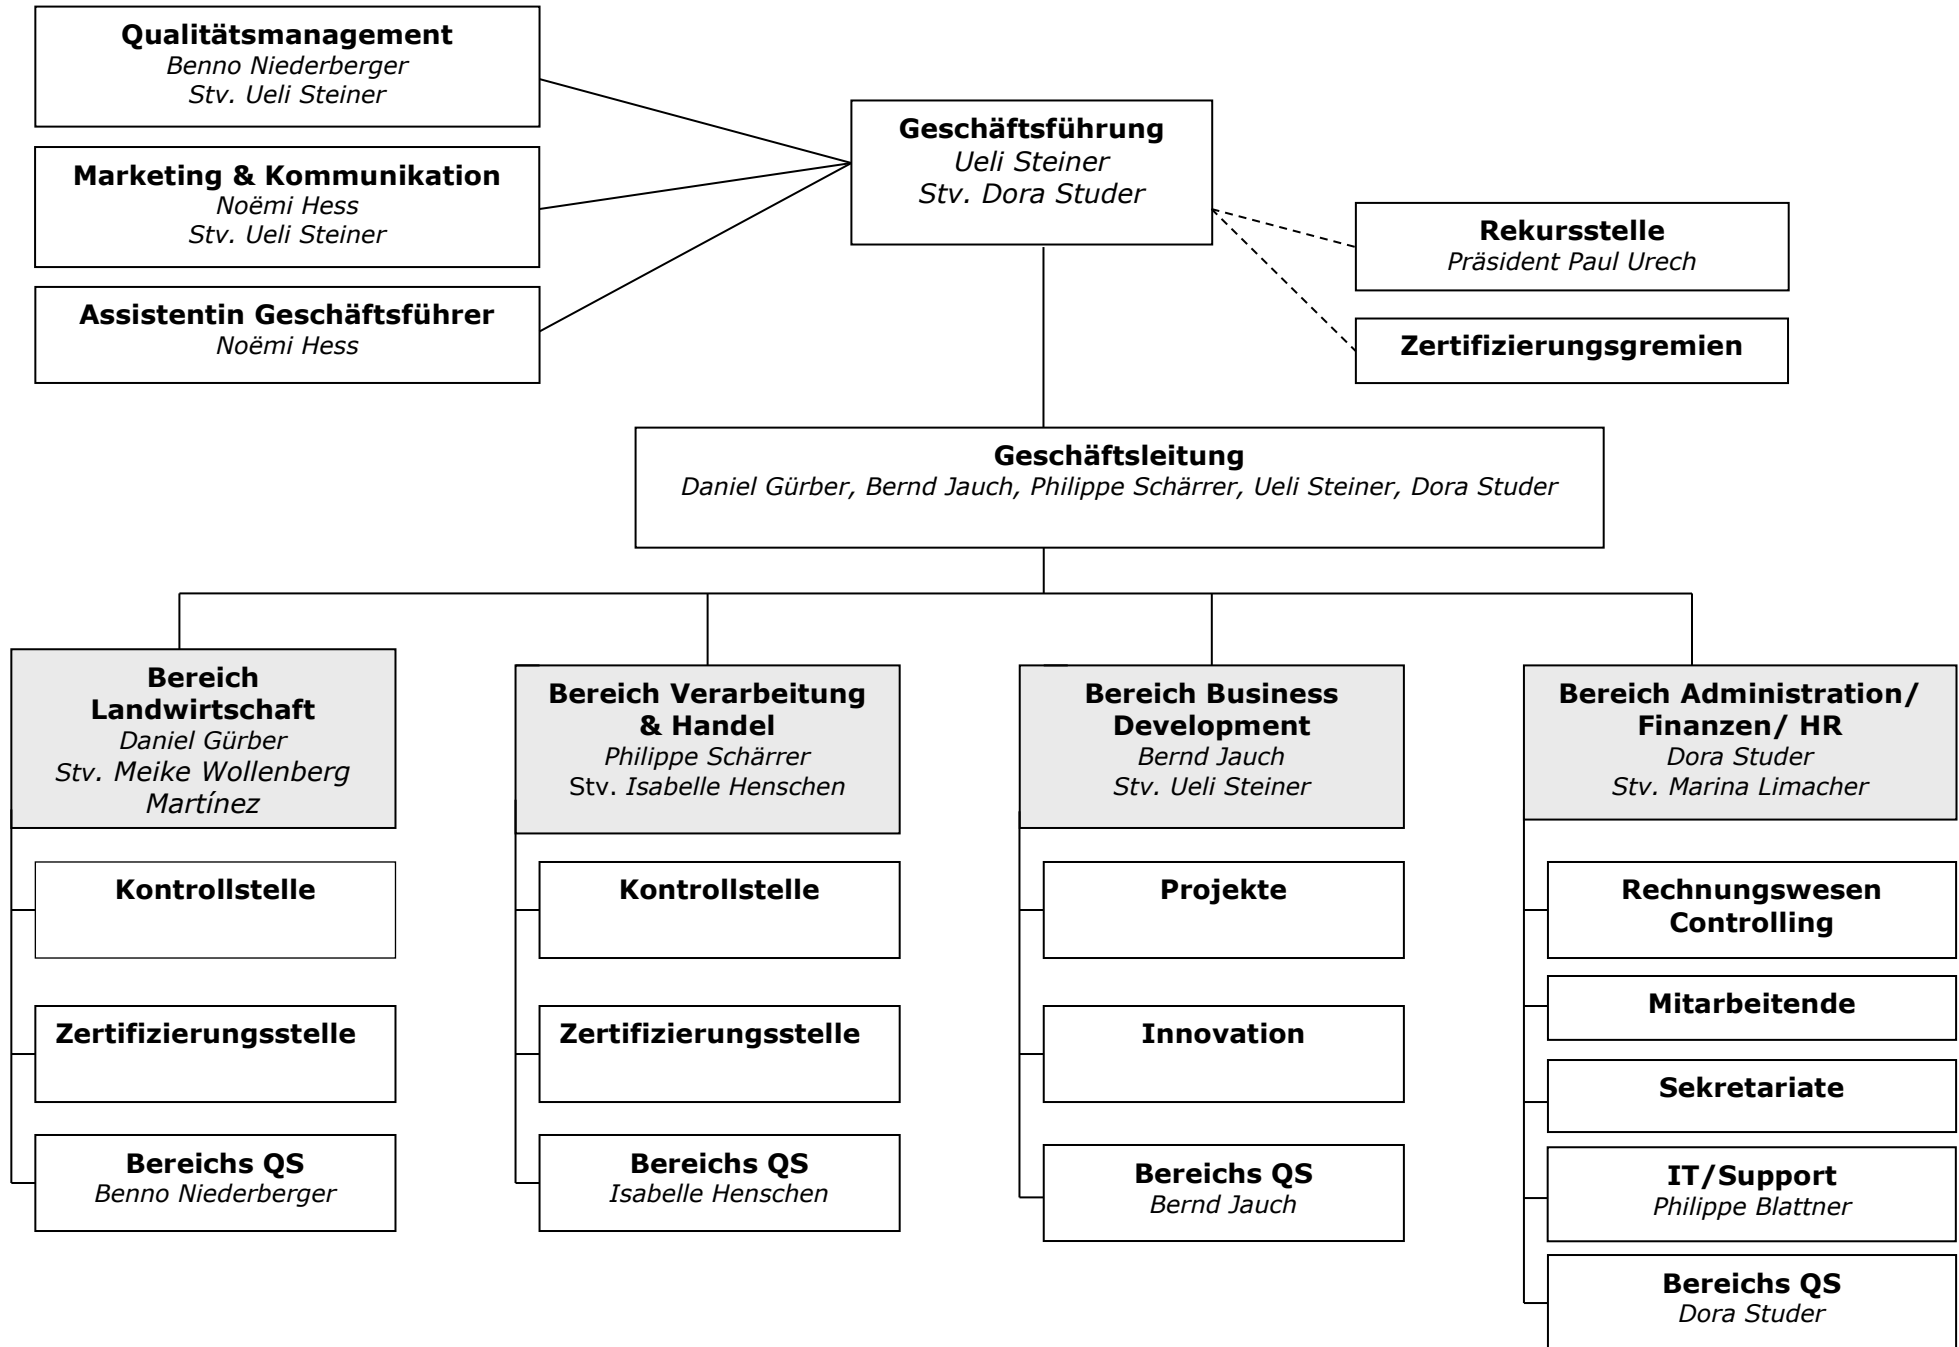 Qualitätsmanagement
Benno Niederberger
Stv. Ueli Steiner
Marketing & Kommunikation
Noëmi Hess
Stv. Ueli Steiner
Assistentin Geschäftsführer
Noëmi Hess
Geschäftsführung
Ueli Steiner
Stv. Dora Studer
Rekursstelle
Präsident Paul Urech
Zertifizierungsgremien
Geschäftsleitung
Daniel Gürber, Bernd Jauch, Philippe Schärrer, Ueli Steiner, Dora Studer
Bereich
Landwirtschaft
Daniel Gürber
Stv. Meike Wollenberg
Martínez
Kontrollstelle
Zertifizierungsstelle
Bereichs QS
Benno Niederberger
Bereich Verarbeitung
& Handel
Philippe Schärrer
Stv. Isabelle Henschen
Kontrollstelle
Zertifizierungsstelle
Bereichs QS
Isabelle Henschen
Bereich Business
Development
Bernd Jauch
Stv. Ueli Steiner
Projekte
Innovation
Bereichs QS
Bernd Jauch
Bereich Administration/
Finanzen/ HR
Dora Studer
Stv. Marina Limacher
Rechnungswesen
Controlling
Mitarbeitende
Sekretariate
IT/Support
Philippe Blattner
Bereichs QS
Dora Studer